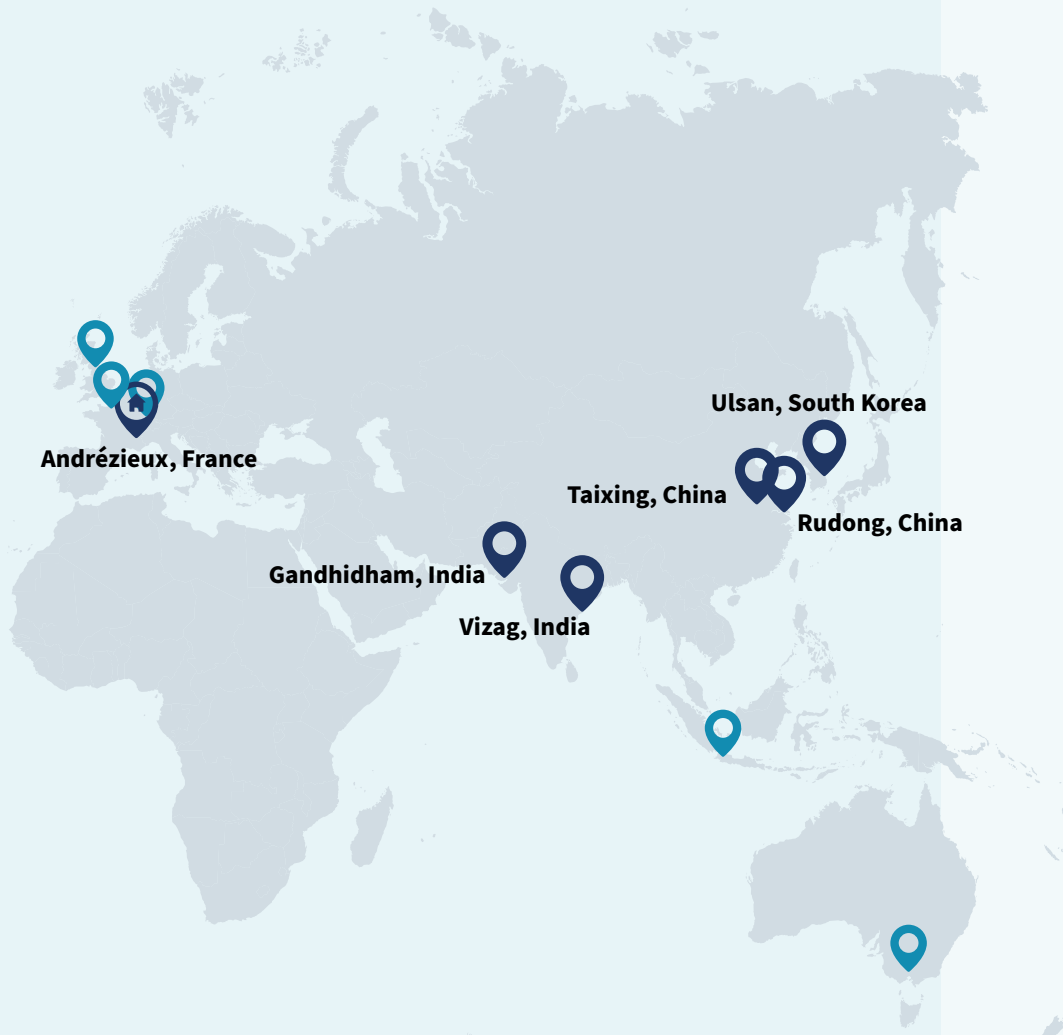 Ulsan, South Korea
Andrézieux, France
Taixing, China
Rudong, China
Gandhidham, India
Vizag, India